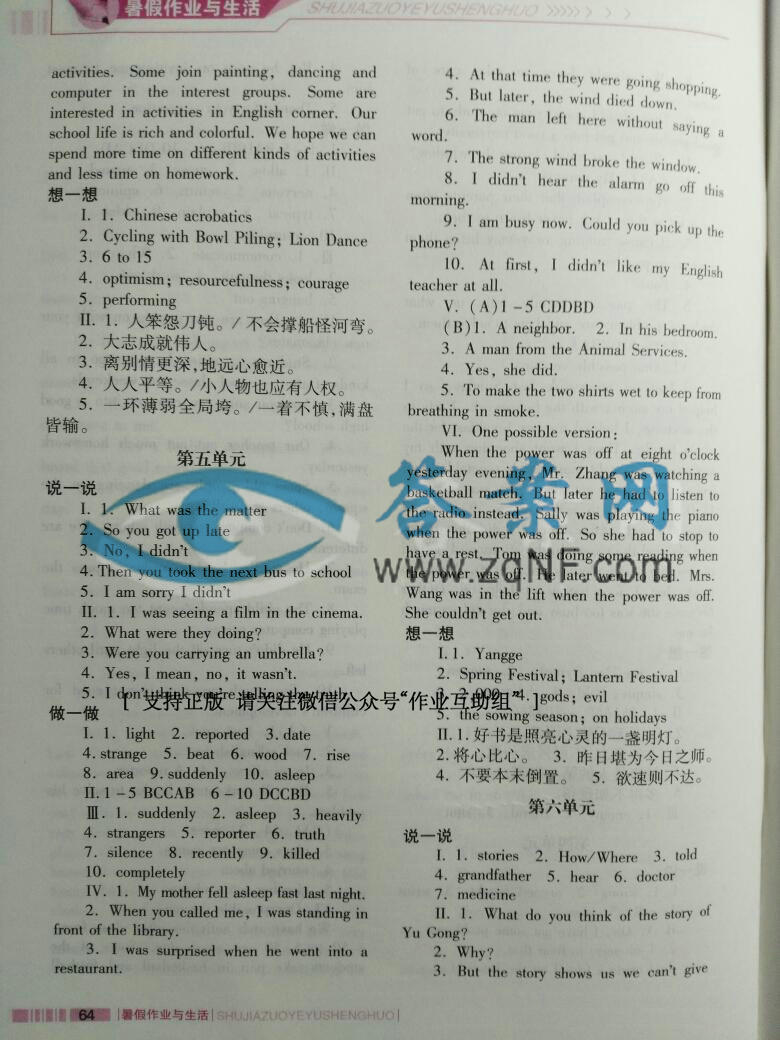 暑假作业与生活 SHUJIAZUOYEYUSHENGHUO
activities. Some join painting, dancing and
computer in the interest groups. Some are
interested in activities in English corner. Our
school life is rich and colorful. We hope we can
spend more time on different kinds of activities
and less time on homework.
想一想
I. 1. Chinese acrobatics
2. Cycling with Bowl Piling; Lion Dance
3. 6 to 15
4. optimism; resourcefulness; courage
5. performing
II. 1. 人笨怨刀钝。/ 不会撑船怪河弯。
2. 大志成就伟人。
3. 离别情更深,地远心愈近。
4. 人人平等。/小人物也应有人权。
5. 一环薄弱全局垮。/一着不慎,满盘
皆输。
第五单元
说一说
I. 1. What was the matter
2. So you got up late
3. No, I didn't
4. Then you took the next bus to school
5. I am sorry I didn't
II. 1. I was seeing a film in the cinema.
2. What were they doing?
3. Were you carrying an umbrella?
4. Yes, I mean, no, it wasn't.
5. I don't think you're telling the truth.
[ 支持正版 请关注微信公众号“作业互助组” ]
做一做
I. 1. light 2. reported 3. date
4. strange 5. beat 6. wood 7. rise
8. area 9. suddenly 10. asleep
II. 1-5 BCCAB 6-10 DCCBD
III. 1. suddenly 2. asleep 3. heavily
4. strangers 5. reporter 6. truth
7. silence 8. recently 9. killed
10. completely
IV. 1. My mother fell asleep fast last night.
2. When you called me, I was standing in
front of the library.
3. I was surprised when he went into a
restaurant.
4. At that time they were going shopping.
5. But later, the wind died down.
6. The man left here without saying a
word.
7. The strong wind broke the window.
8. I didn't hear the alarm go off this
morning.
9. I am busy now. Could you pick up the
phone?
10. At first, I didn't like my English
teacher at all.
V. (A)1-5 CDDBD
(B)1. A neighbor. 2. In his bedroom.
3. A man from the Animal Services.
4. Yes, she did.
5. To make the two shirts wet to keep from
breathing in smoke.
VI. One possible version:
When the power was off at eight o'clock
yesterday evening, Mr. Zhang was watching a
basketball match. But later he had to listen to
the radio instead. Sally was playing the piano
when the power was off. So she had to stop to
have a rest. Tom was doing some reading when
the power was off. He later went to bed. Mrs.
Wang was in the lift when the power was off.
She couldn't get out.
答案网
www.zqNF.com
想一想
I. 1. Yangge
2. Spring Festival; Lantern Festival
3. 2,000 4. gods; evil
5. the sowing season; on holidays
II. 1. 好书是照亮心灵的一盏明灯。
2. 将心比心。 3. 昨日堪为今日之师。
4. 不要本末倒置。 5. 欲速则不达。
第六单元
说一说
I. 1. stories 2. How/Where 3. told
4. grandfather 5. hear 6. doctor
7. medicine
II. 1. What do you think of the story of
Yu Gong?
2. Why?
3. But the story shows us we can't give
64 暑假作业与生活 SHUJIAZUOYEYUSHENGHUO